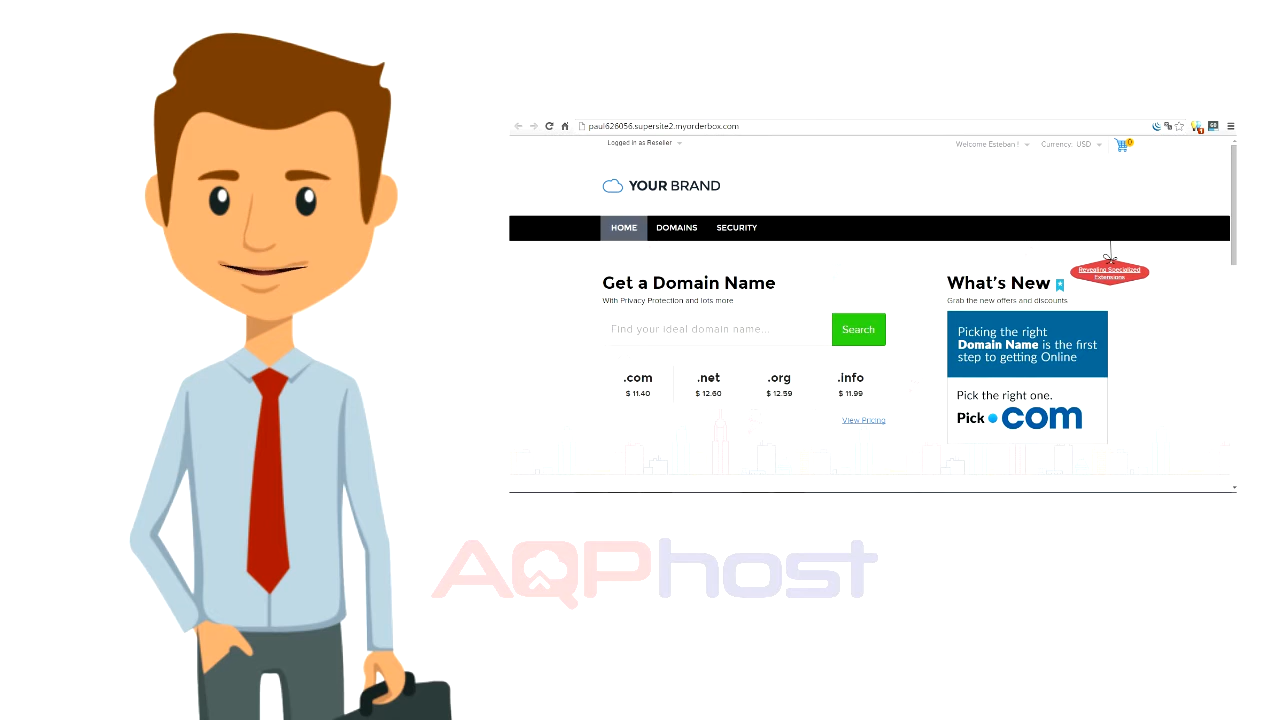 paul626056.supersite2.myorderbox.com
Logged in as Reseller
Welcome Esteban !
Currency: USD
0
YOUR BRAND
HOME DOMAINS SECURITY
Revealing Specialized
Extensions
Get a Domain Name
With Privacy Protection and lots more
Find your ideal domain name...
Search
.com .net .org .info
$ 11.40 $ 12.60 $ 12.59 $ 11.99
View Pricing
What's New
Grab the new offers and discounts
Picking the right
Domain Name is the first
step to getting Online
Pick the right one.
Pick com
AQPhost